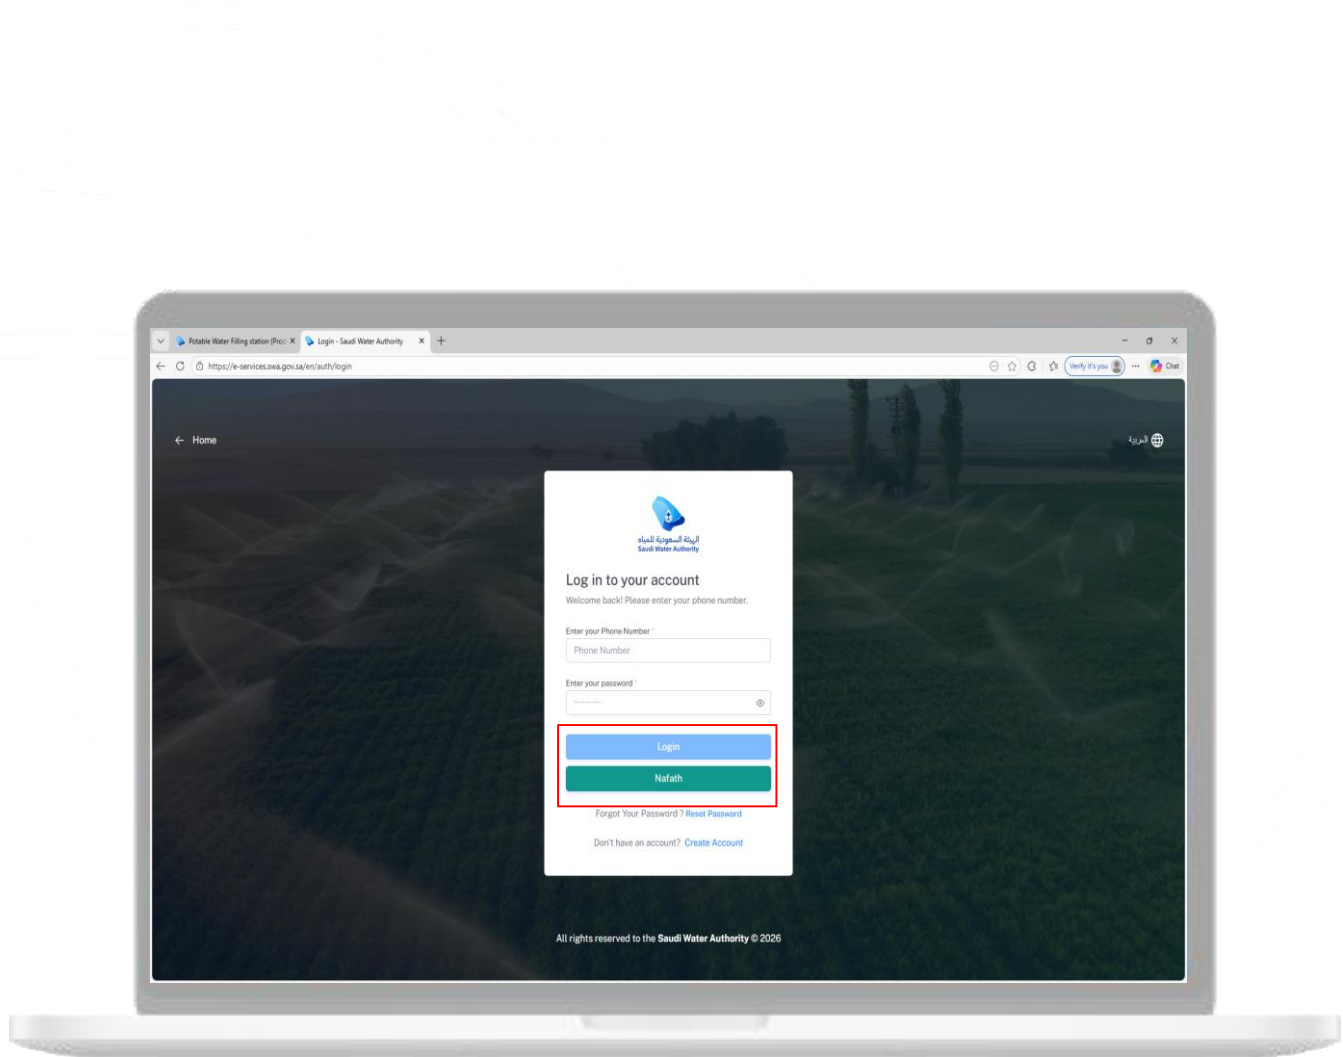 Potable Water Filling station (Proc
Login - Saudi Water Authority
https://e-services.swa.gov.sa/en/auth/login
Verify it's you
Chat
Home
العربية
الهيئة السعودية للمياه
Saudi Water Authority
Log in to your account
Welcome back! Please enter your phone number.
Enter your Phone Number *
Phone Number
Enter your password *
Login
Nafath
Forgot Your Password ? Reset Password
Don't have an account? Create Account
All rights reserved to the Saudi Water Authority © 2026